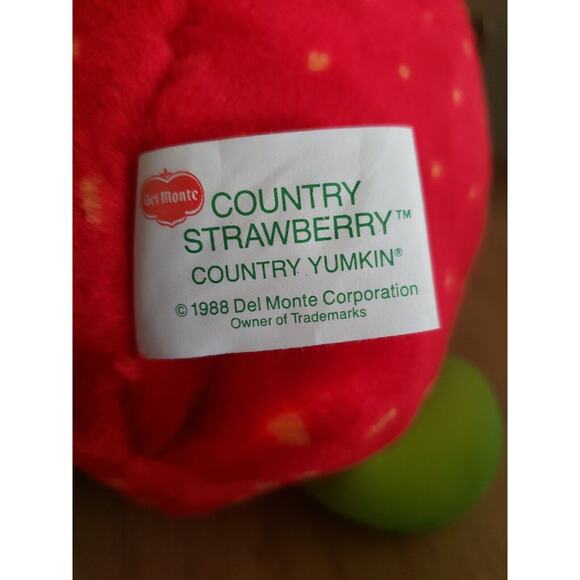 Del Monte
COUNTRY
STRAWBERRY™
COUNTRY YUMKIN®
© 1988 Del Monte Corporation
Owner of Trademarks